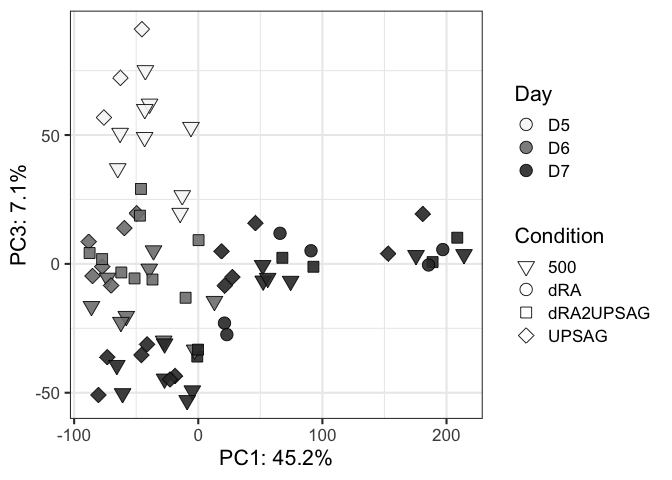 50
0
-50
PC3: 7.1%
-100
0
100
200
PC1: 45.2%
Day
D5
D6
D7
Condition
500
dRA
dRA2UPSAG
UPSAG